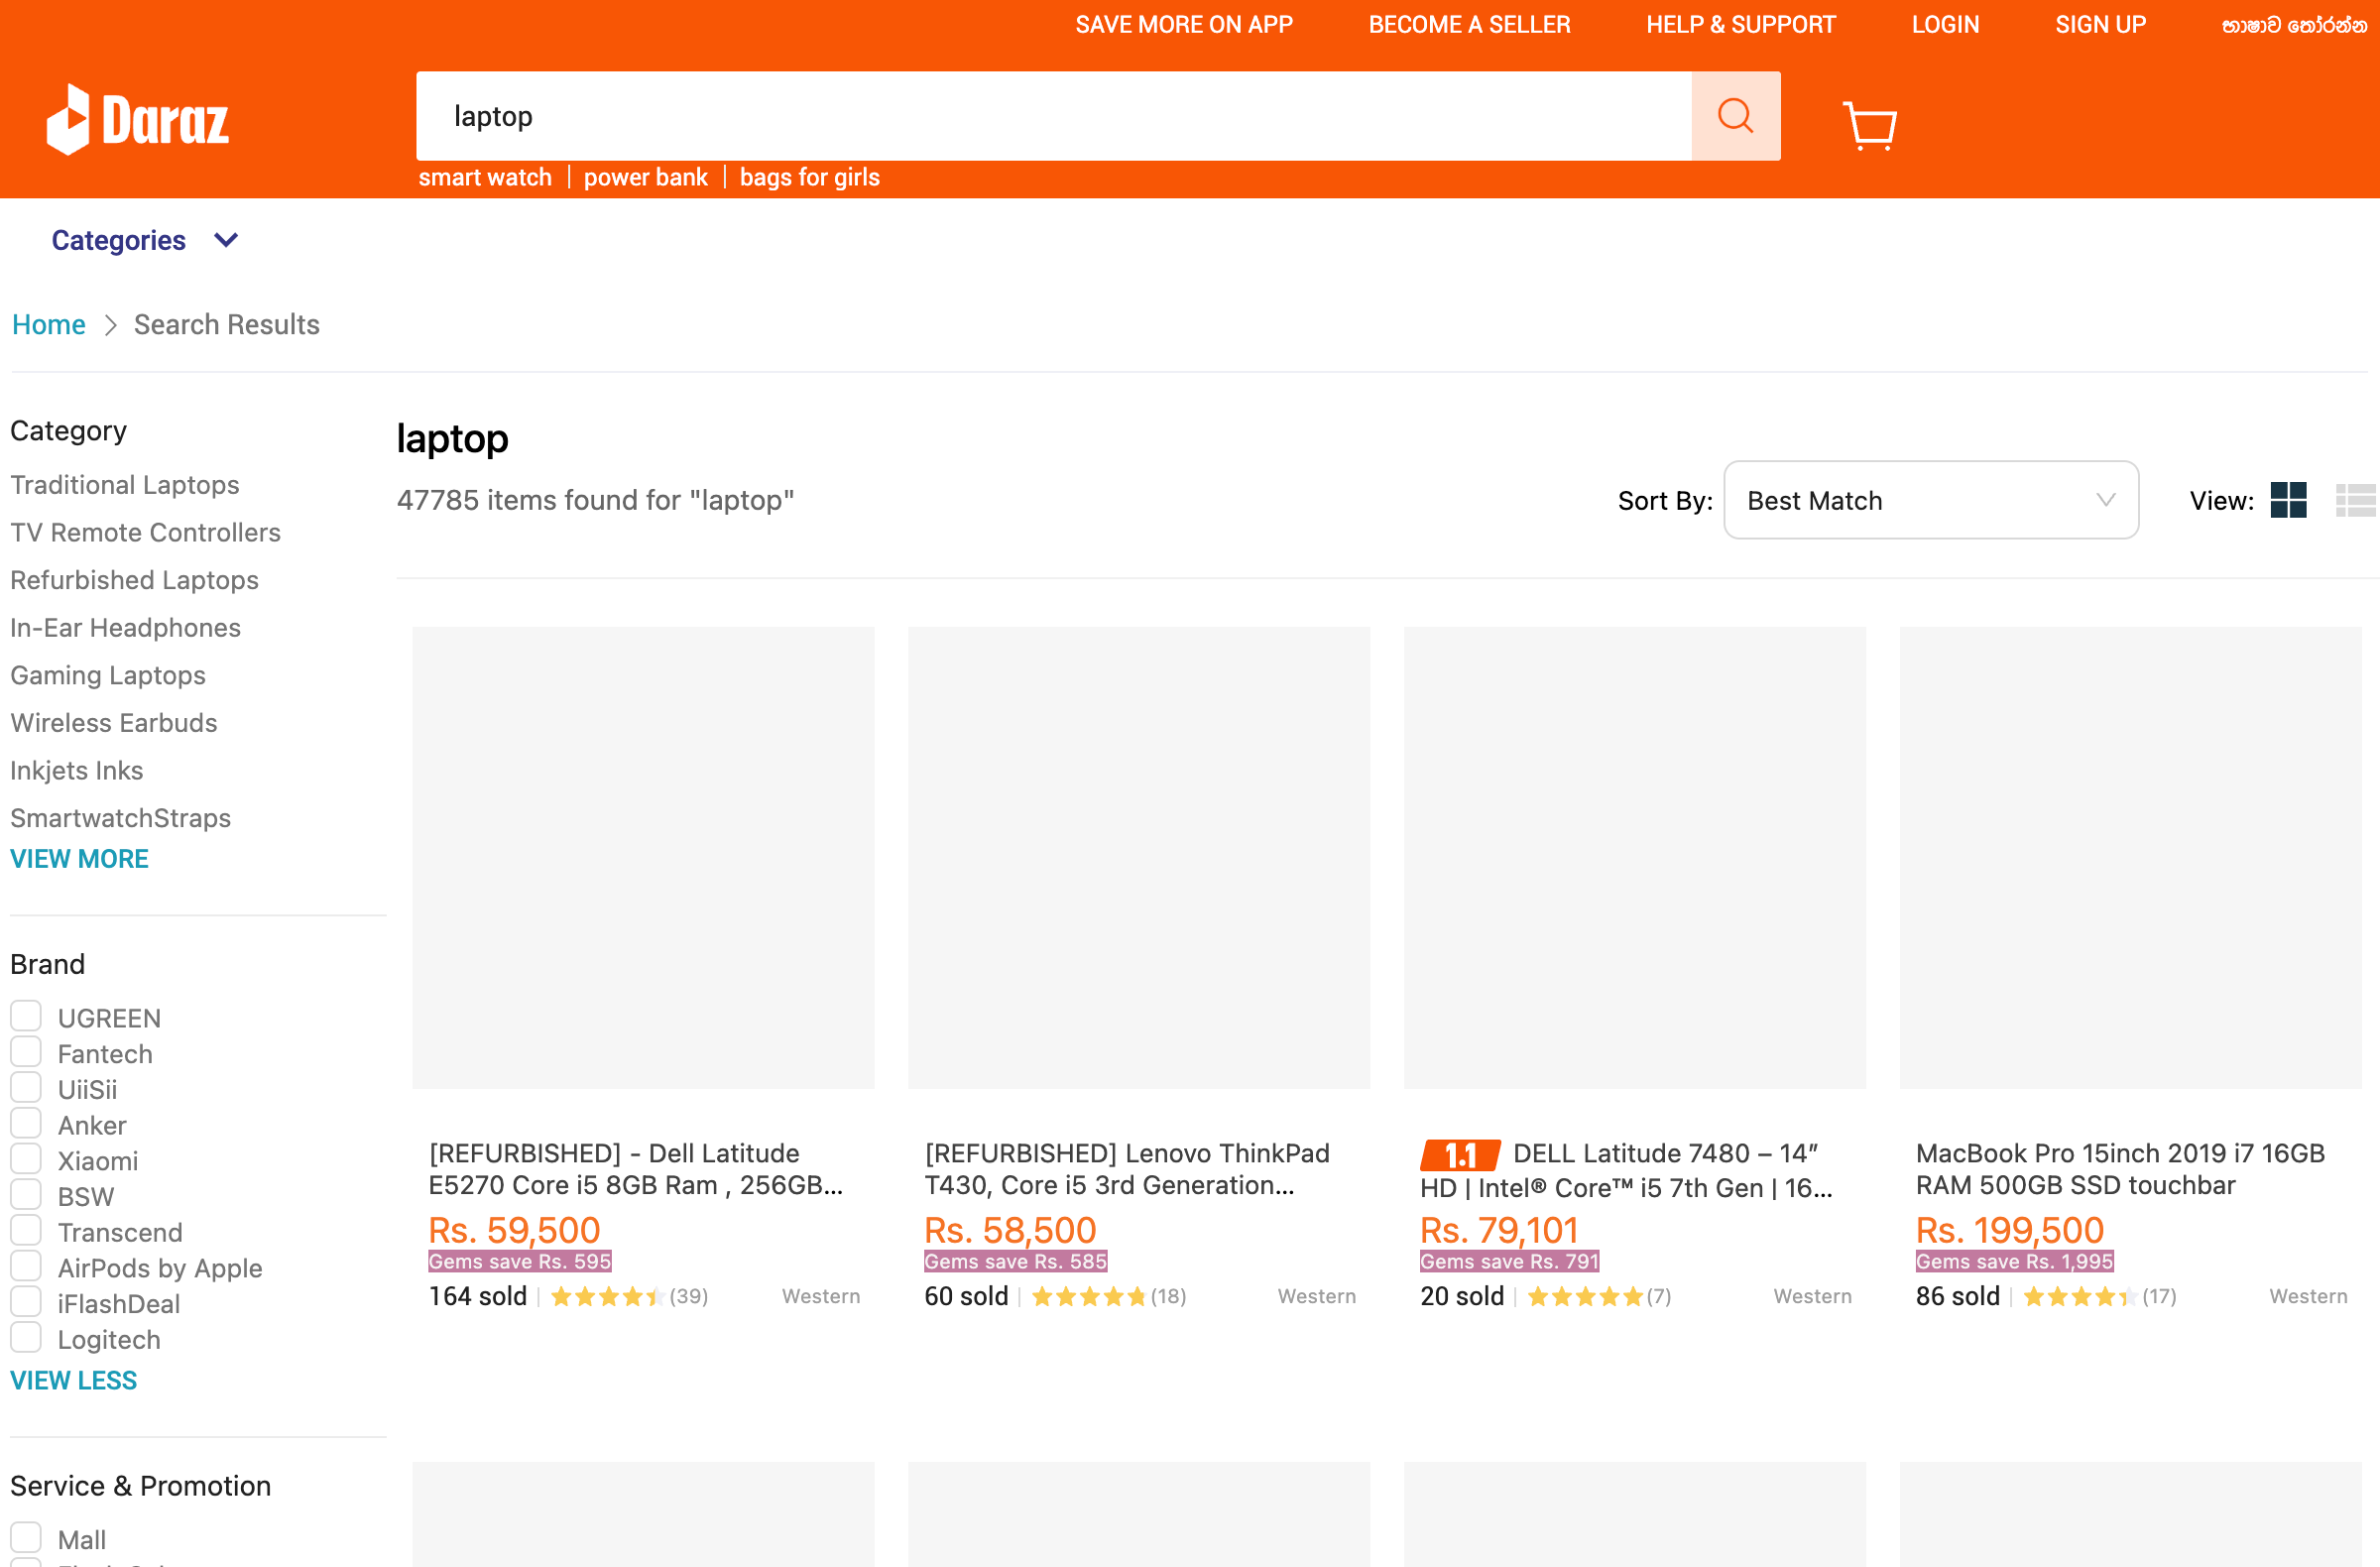 SAVE MORE ON APP BECOME A SELLER HELP & SUPPORT LOGIN SIGN UP භාෂාව තෝරන්න
Daraz
laptop
smart watch power bank bags for girls
Categories
Home Search Results
Category
Traditional Laptops
TV Remote Controllers
Refurbished Laptops
In-Ear Headphones
Gaming Laptops
Wireless Earbuds
Inkjets Inks
SmartwatchStraps
VIEW MORE
Brand
UGREEN
Fantech
UiiSii
Anker
Xiaomi
BSW
Transcend
AirPods by Apple
iFlashDeal
Logitech
VIEW LESS
Service & Promotion
Mall
laptop
47785 items found for "laptop"
Sort By: Best Match View:
[REFURBISHED] - Dell Latitude
E5270 Core i5 8GB Ram , 256GB...
Rs. 59,500
Gems save Rs. 595
164 sold (39) Western
[REFURBISHED] Lenovo ThinkPad
T430, Core i5 3rd Generation...
Rs. 58,500
Gems save Rs. 585
60 sold (18) Western
1.1 DELL Latitude 7480 – 14”
HD | Intel® Core™ i5 7th Gen | 16...
Rs. 79,101
Gems save Rs. 791
20 sold (7) Western
MacBook Pro 15inch 2019 i7 16GB
RAM 500GB SSD touchbar
Rs. 199,500
Gems save Rs. 1,995
86 sold (17) Western